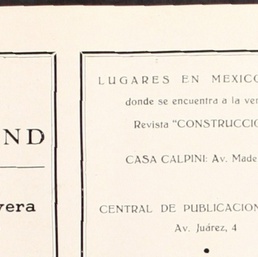 ND
vera
LUGARES EN MEXICO
donde se encuentra a la ven
Revista "CONSTRUCCIO
CASA CALPINI: Av. Made
CENTRAL DE PUBLICACION
Av. Juárez, 4